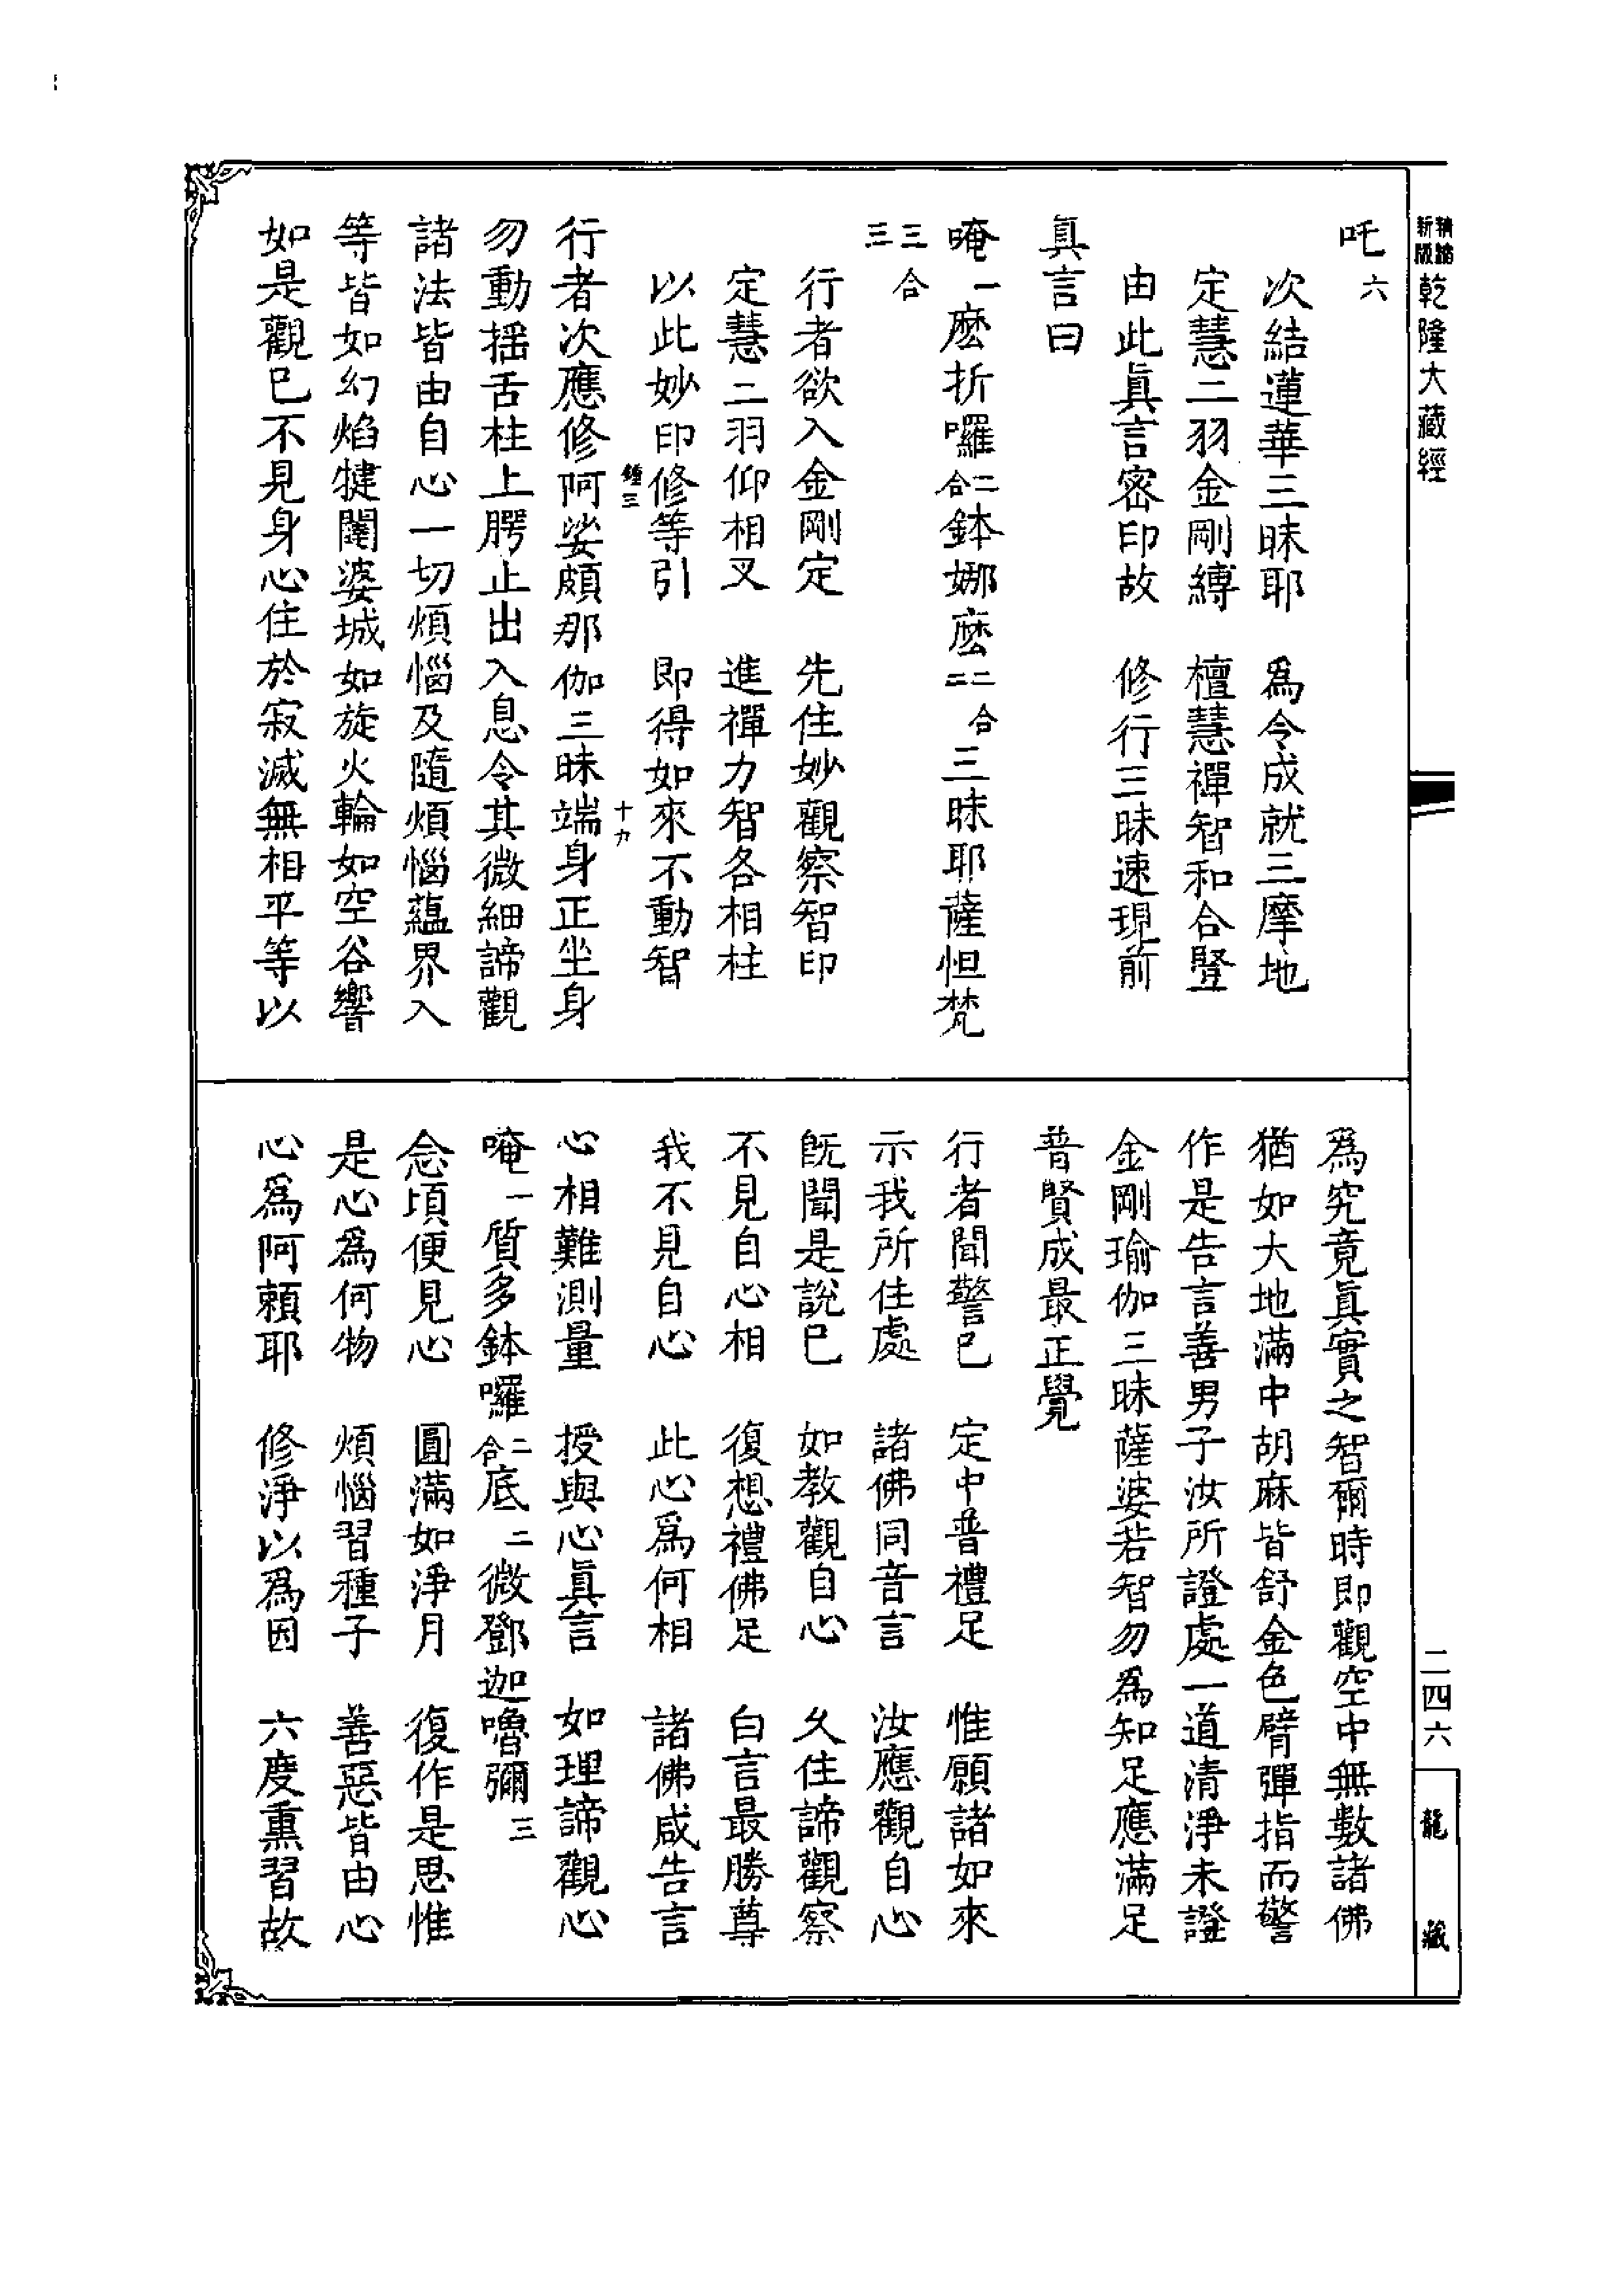 新版
乾隆大藏經
吒六
次結蓮華三昧耶　為令成就三摩地
定慧二羽金剛縛　檀慧禪智和合豎
由此眞言密印故　修行三昧速現前
眞言曰
唵一麽折囉二合鉢娜麽二合二三昧耶薩怛梵
三合三
行者欲入金剛定　先住妙觀察智印
定慧二羽仰相叉　進禪力智各相柱
以此妙印修等引　即得如來不動智
鍾三
十九
行者次應修阿娑頗那伽三昧端身正坐身
勿動揺舌柱上腭止出入息令其微細諦觀
諸法皆由自心一切煩惱及隨煩惱蘊界入
等皆如幻焰犍闥婆城如旋火輪如空谷響
如是觀已不見身心住於寂滅無相平等以
為究竟眞實之智爾時即觀空中無數諸佛
猶如大地滿中胡麻皆舒金色臂彈指而警
作是告言善男子汝所證處一道清淨未證
金剛瑜伽三昧薩婆若智勿為知足應滿足
普賢成最正覺
行者聞警已　定中普禮足　惟願諸如來
示我所住處　諸佛同音言　汝應觀自心
旣聞是說已　如教觀自心　久住諦觀察
不見自心相　復想禮佛足　白言最勝尊
我不見自心　此心爲何相　諸佛咸告言
心相難測量　授與心眞言　如理諦觀心
唵一質多鉢囉二合底二微鄧迦嚕彌三
念頃便見心　圓滿如淨月　復作是思惟
是心爲何物　煩惱習種子　善惡皆由心
心爲阿賴耶　修淨以爲因　六度熏習故
二四六
龍藏